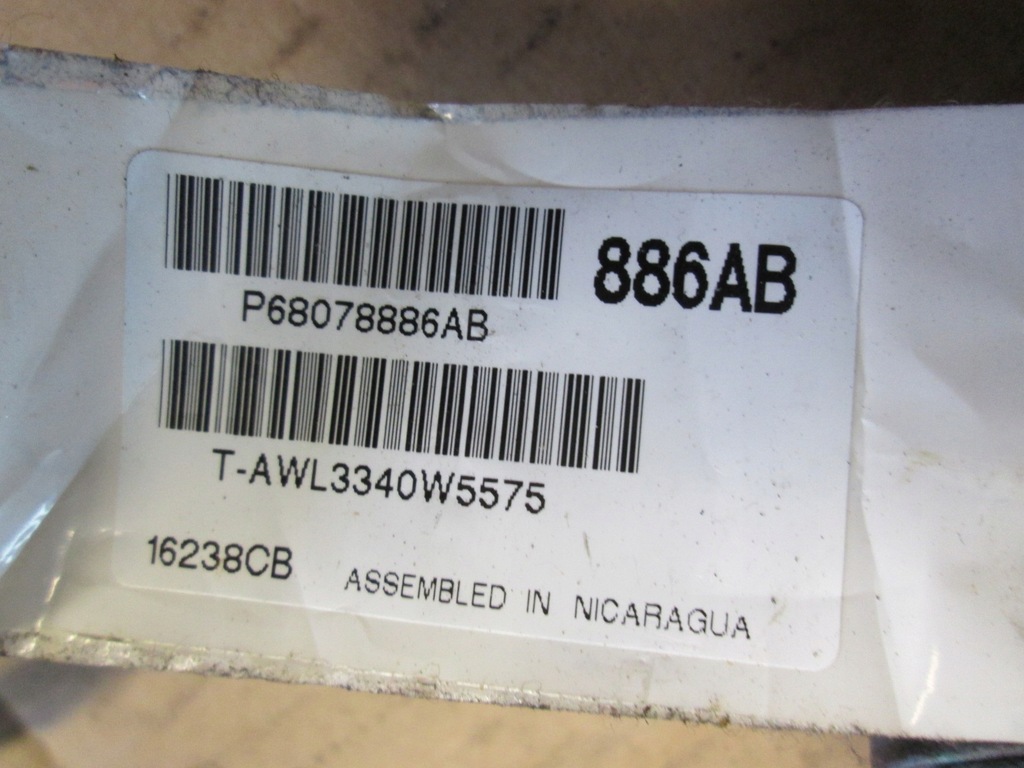 886AB
P68078886AB
T-AWL3340W5575
16238CB
ASSEMBLED IN NICARAGUA